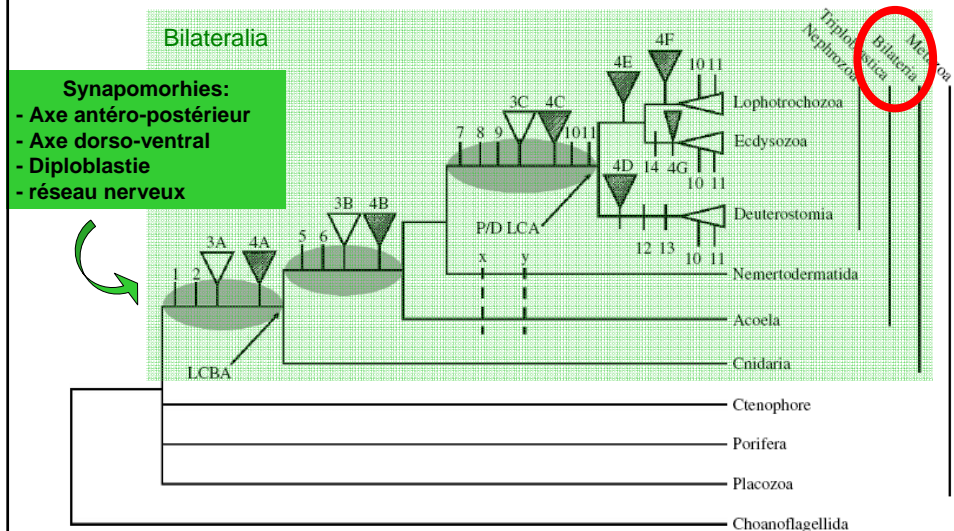 Bilateralia
Synapomorhies:
- Axe antéro-postérieur
- Axe dorso-ventral
- Diploblastie
- réseau nerveux
Nephrozoa
Triploblastica
Bilateria
Metazoa
4F
10 11
4E
Lophotrochozoa
3C 4C
7 8 9 10 11
Ecdysozoa
14 4G
10 11
4D
3B 4B
5 6
P/D LCA
Deuterostomia
12 13
10 11
3A 4A
1 2
x y
Nemertodermatida
Acoela
LCBA
Cnidaria
Ctenophore
Porifera
Placozoa
Choanoflagellida